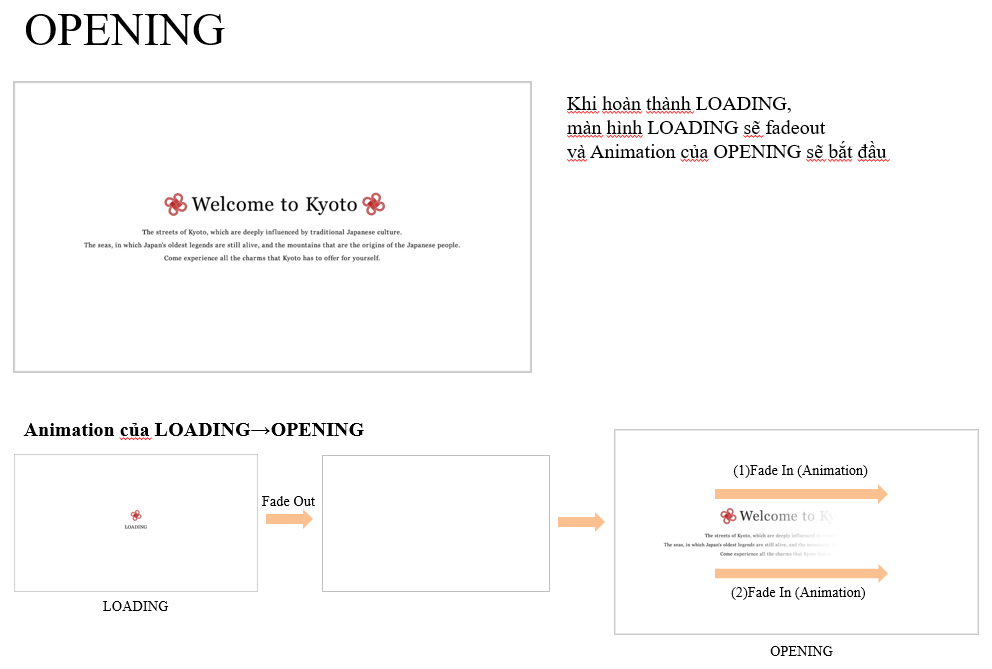 OPENING
Welcome to Kyoto
The streets of Kyoto, which are deeply influenced by traditional Japanese culture.
The seas, in which Japan's oldest legends are still alive, and the mountains that are the origins of the Japanese people.
Come experience all the charms that Kyoto has to offer for yourself.
Khi hoàn thành LOADING,
màn hình LOADING sẽ fadeout
và Animation của OPENING sẽ bắt đầu
Animation của LOADING→OPENING
LOADING
LOADING
Fade Out
(1)Fade In (Animation)
Welcome to Ky
The streets of Kyoto, which are deeply influenced
The seas, in which Japan's oldest legends are still alive, and the
Come experience all the charms that Kyoto
(2)Fade In (Animation)
OPENING